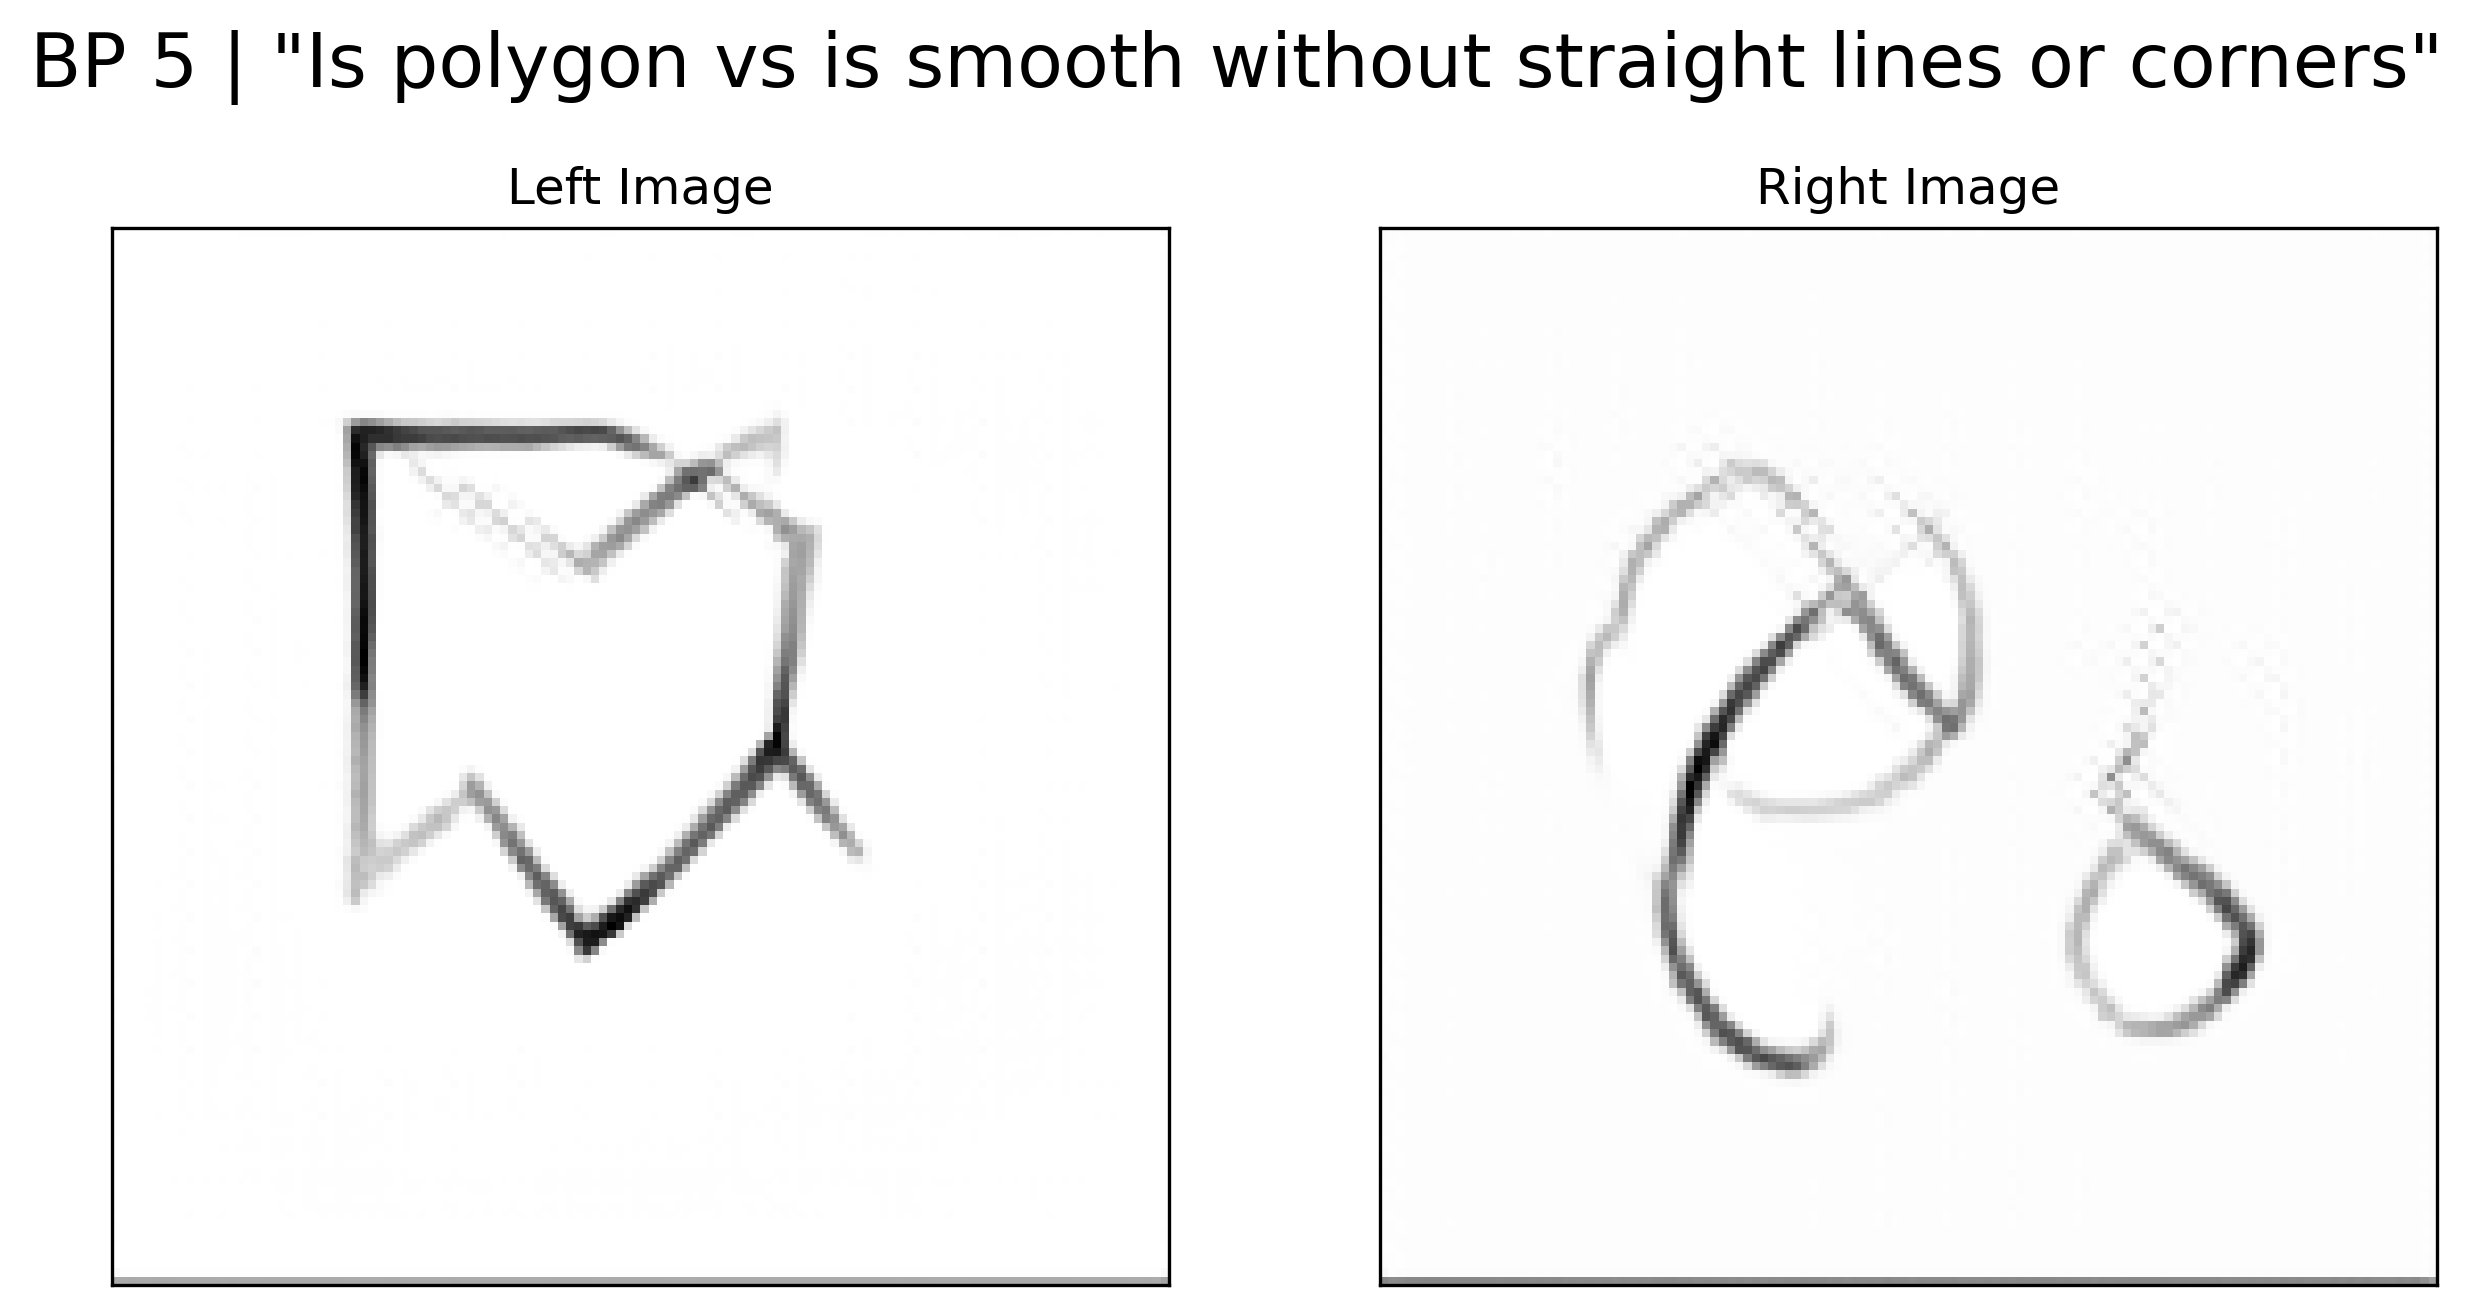 BP 5 | "Is polygon vs is smooth without straight lines or corners"
Left Image
Right Image